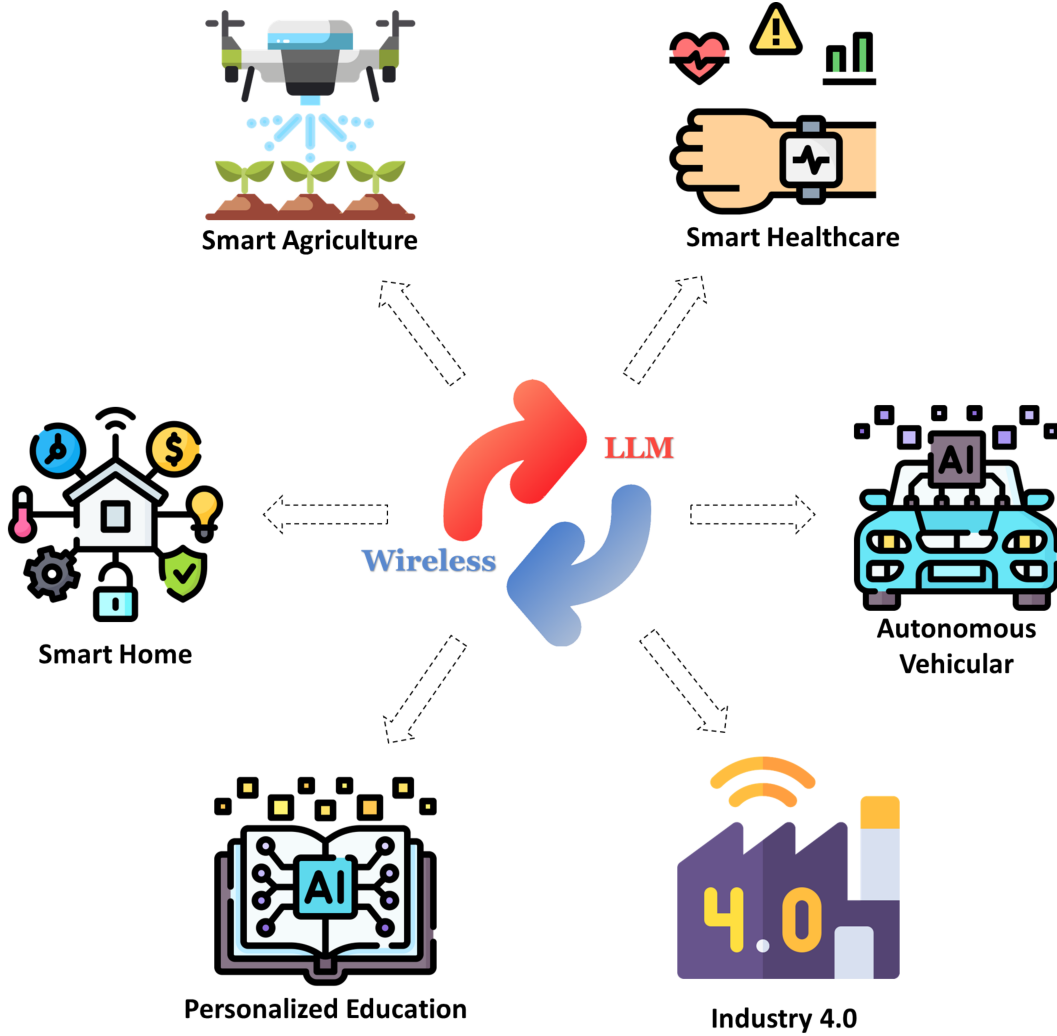 Smart Agriculture
Smart Healthcare
LLM
Wireless
AI
Smart Home
Autonomous
Vehicular
AI
Personalized Education
4.0
Industry 4.0